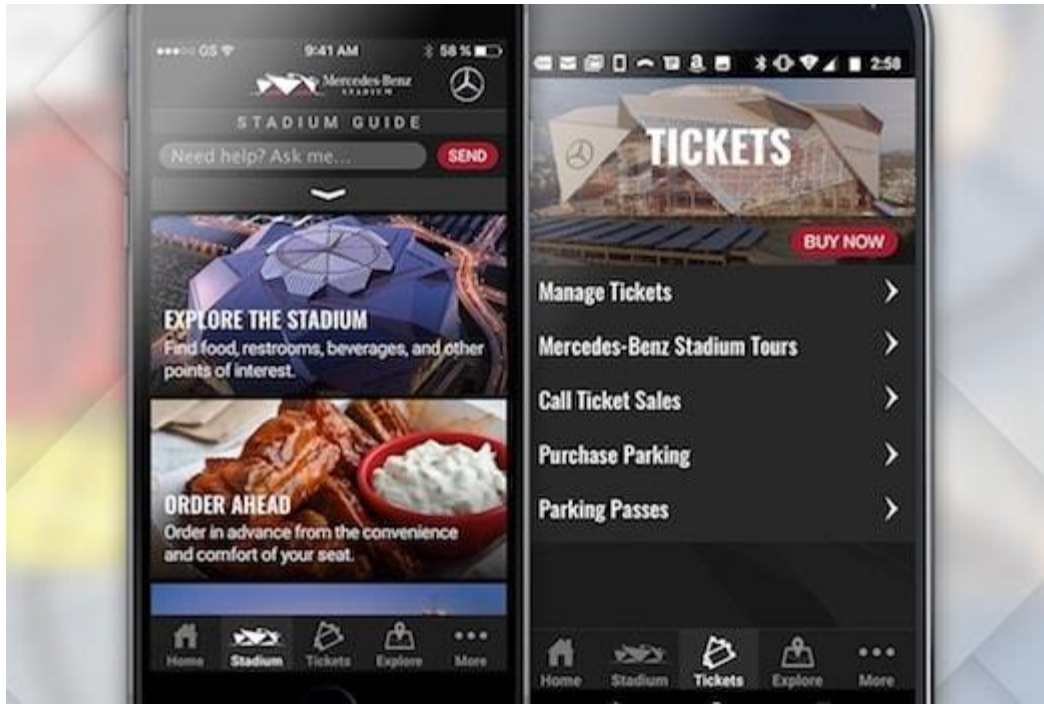 GS
9:41 AM
58 %
Mercedes-Benz
STADIUM
STADIUM GUIDE
Need help? Ask me...
SEND
EXPLORE THE STADIUM
Find food, restrooms, beverages, and other
points of interest.
ORDER AHEAD
Order in advance from the convenience
and comfort of your seat.
Home
Stadium
Tickets
Explore
More
2:58
TICKETS
BUY NOW
Manage Tickets
Mercedes-Benz Stadium Tours
Call Ticket Sales
Purchase Parking
Parking Passes
Home
Stadium
Tickets
Explore
More